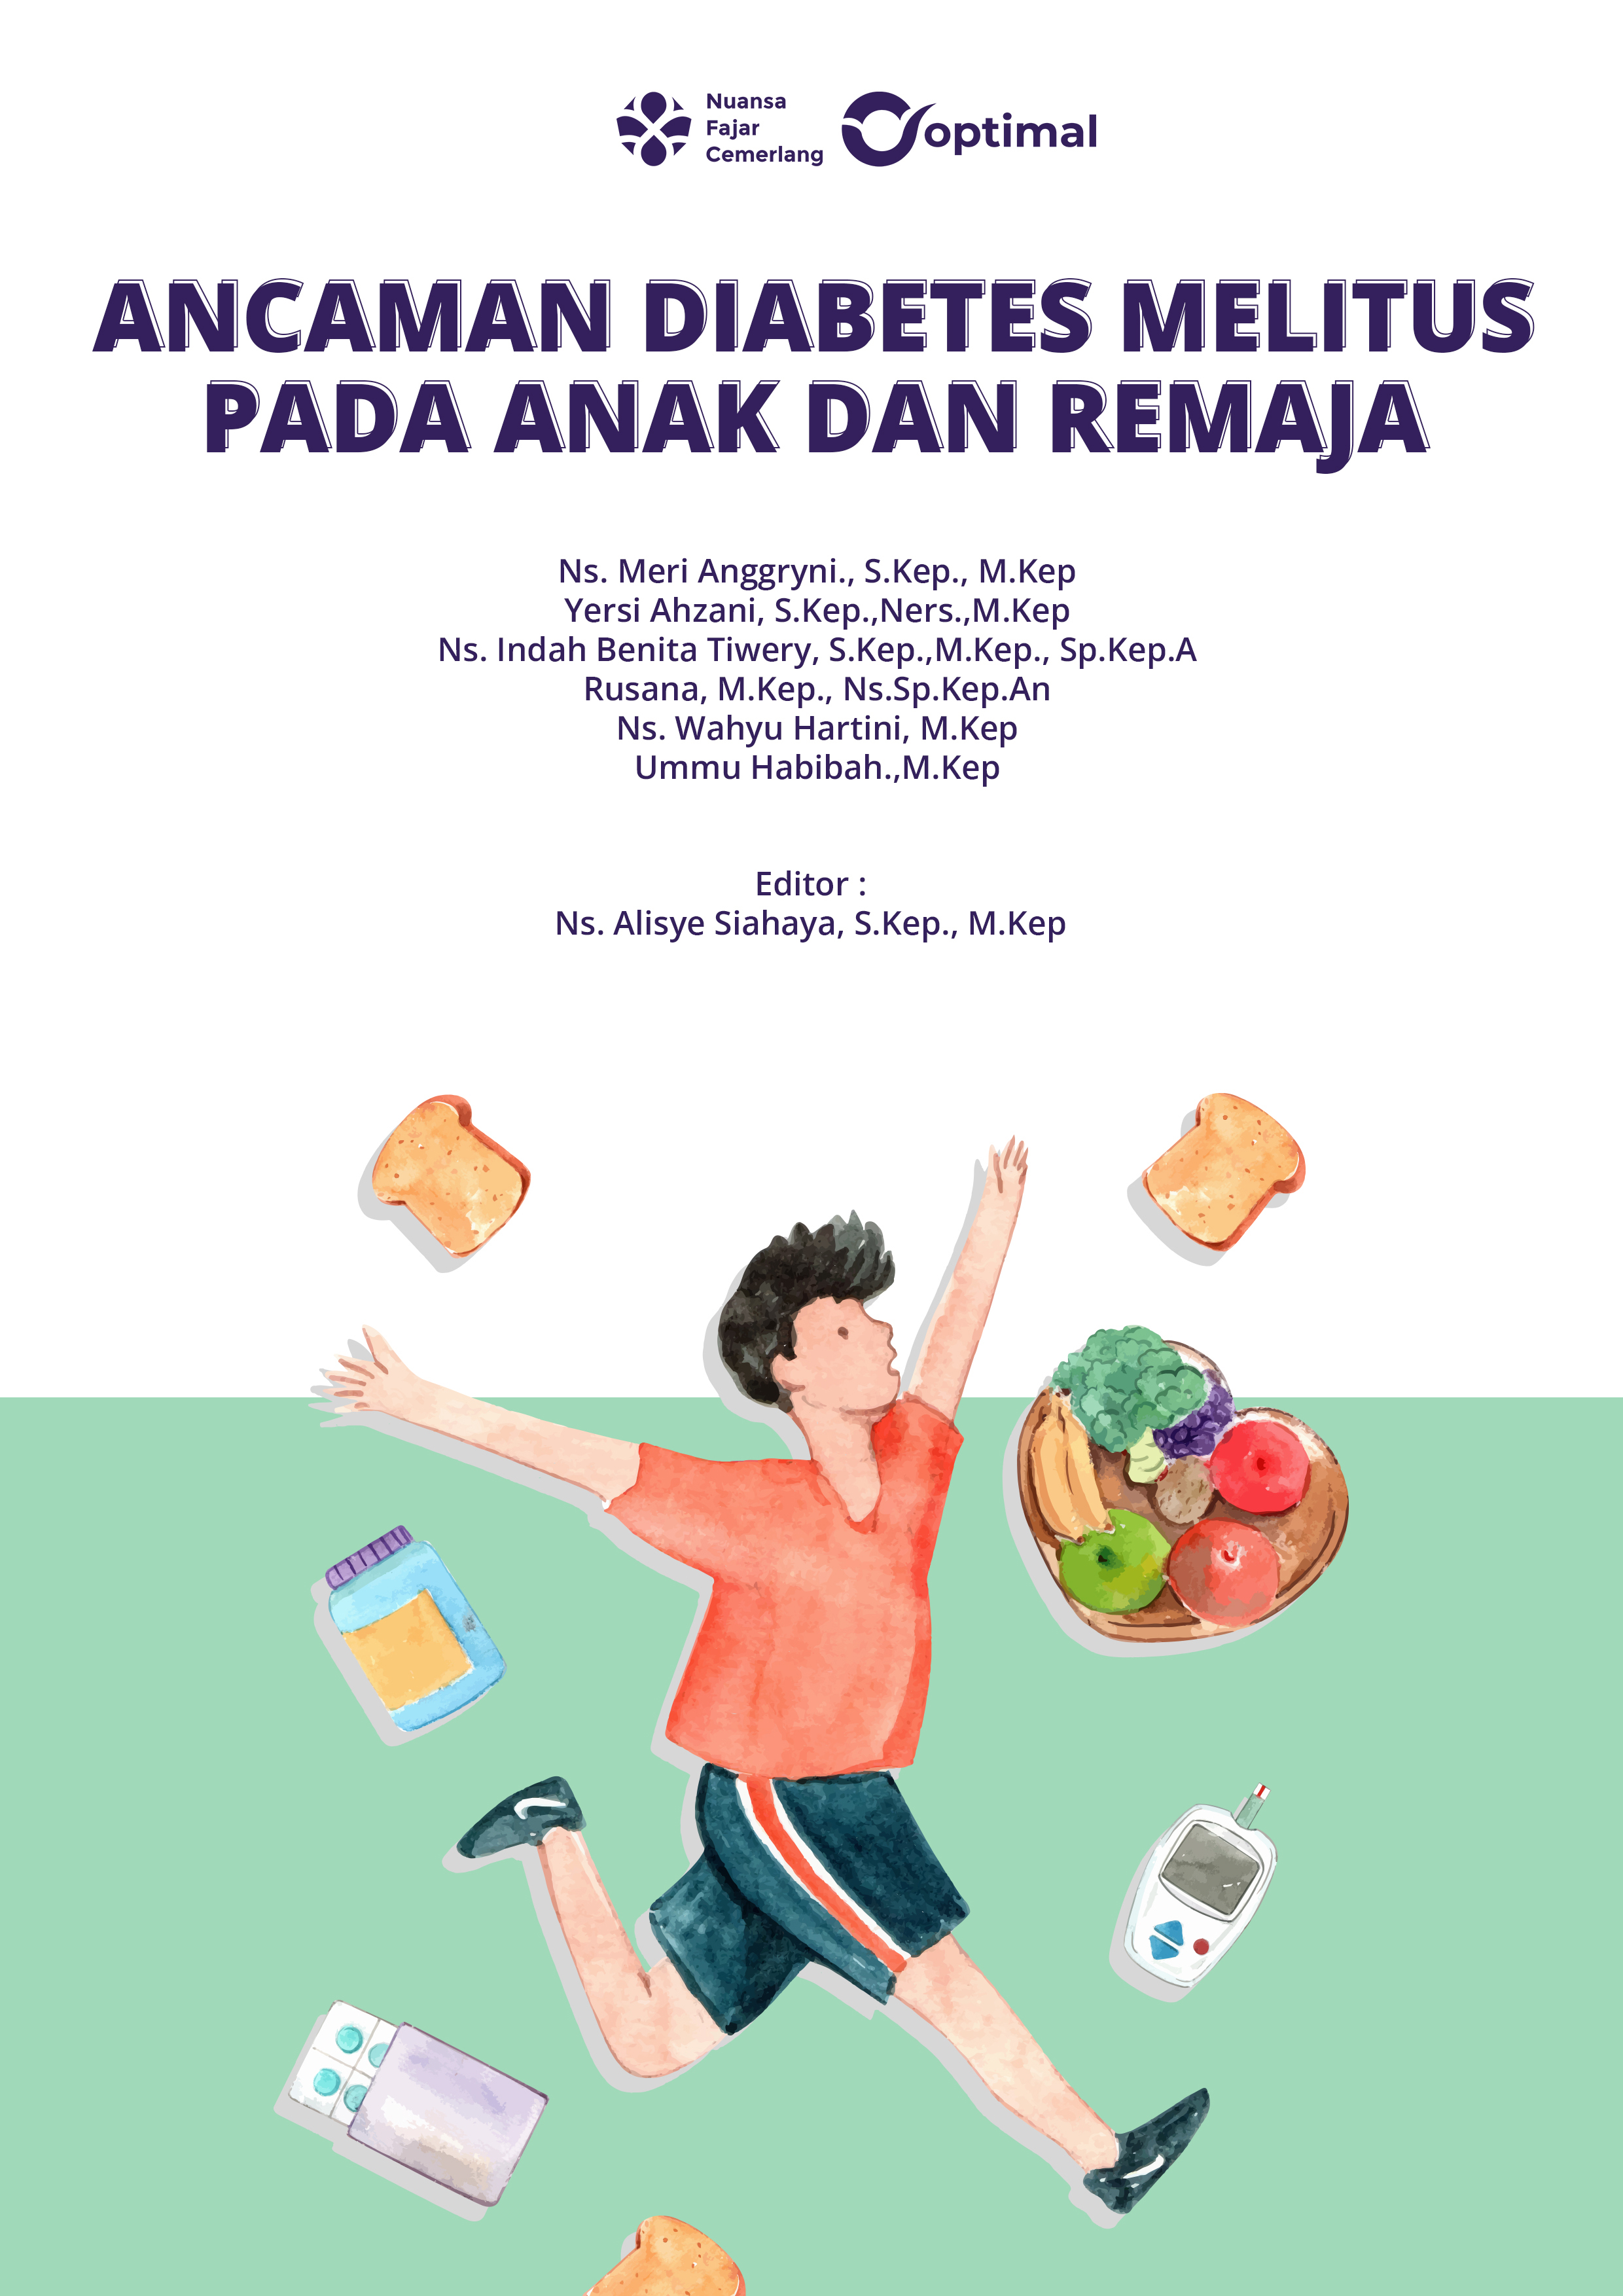 Nuansa
Fajar
Cemerlang
optimal
ANCAMAN DIABETES MELITUS
PADA ANAK DAN REMAJA
Ns. Meri Anggryni., S.Kep., M.Kep
Yersi Ahzani, S.Kep.,Ners.,M.Kep
Ns. Indah Benita Tiwery, S.Kep.,M.Kep., Sp.Kep.A
Rusana, M.Kep., Ns.Sp.Kep.An
Ns. Wahyu Hartini, M.Kep
Ummu Habibah.,M.Kep
Editor :
Ns. Alisye Siahaya, S.Kep., M.Kep